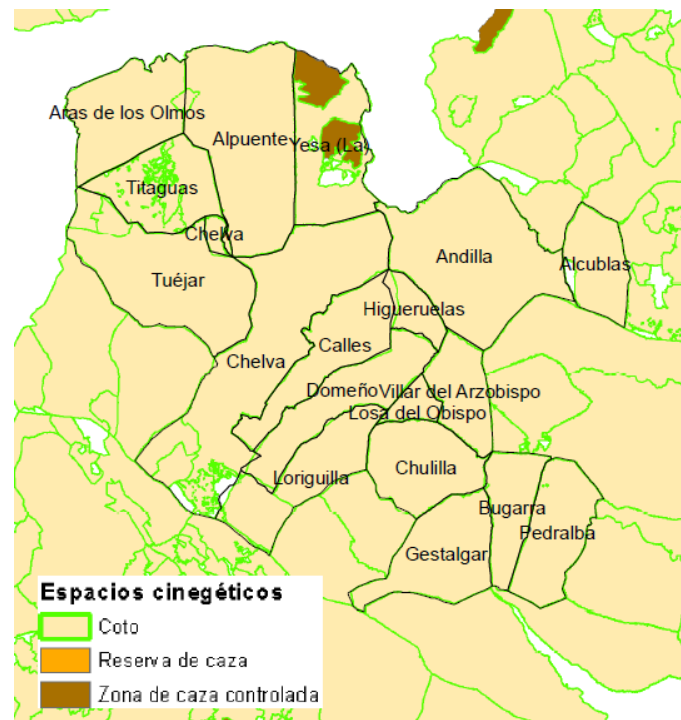 Aras de los Olmos
Alpuente
Yesa (La)
Titaguas
Chelva
Tuéjar
Andilla
Alcublas
Higueruelas
Calles
Chelva
Domeño
Villar del Arzobispo
Losa del Obispo
Loriguilla
Chulilla
Bugarra
Pedralba
Gestalgar
Espacios cinegéticos
Coto
Reserva de caza
Zona de caza controlada